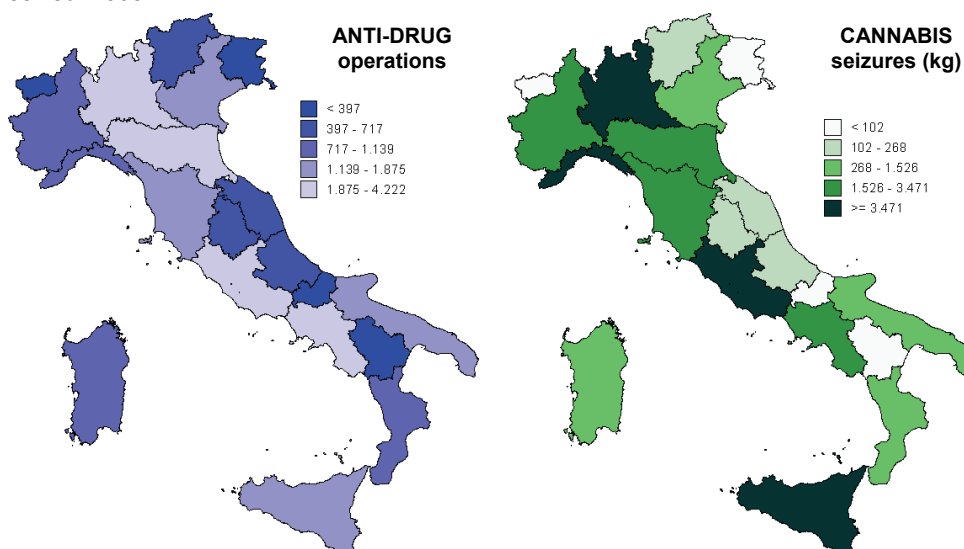 ANTI-DRUG
operations
< 397
397 - 717
717 - 1.139
1.139 - 1.875
1.875 - 4.222
CANNABIS
seizures (kg)
< 102
102 - 268
268 - 1.526
1.526 - 3.471
>= 3.471